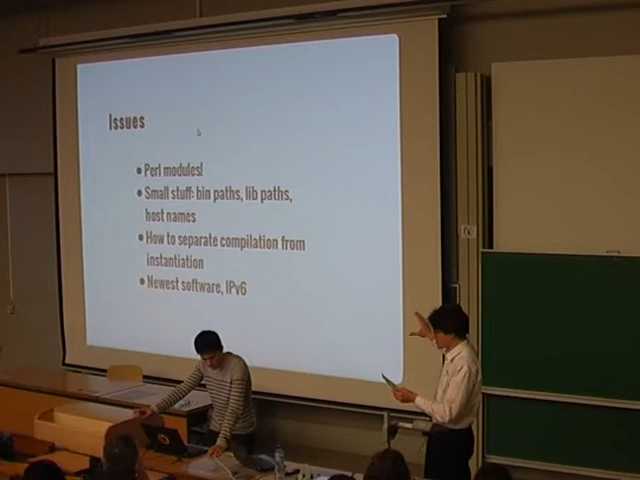 Issues
• Perl modules!
• Small stuff: bin paths, lib paths,
host names
• How to separate compilation from
instantiation
• Newest software, IPv6